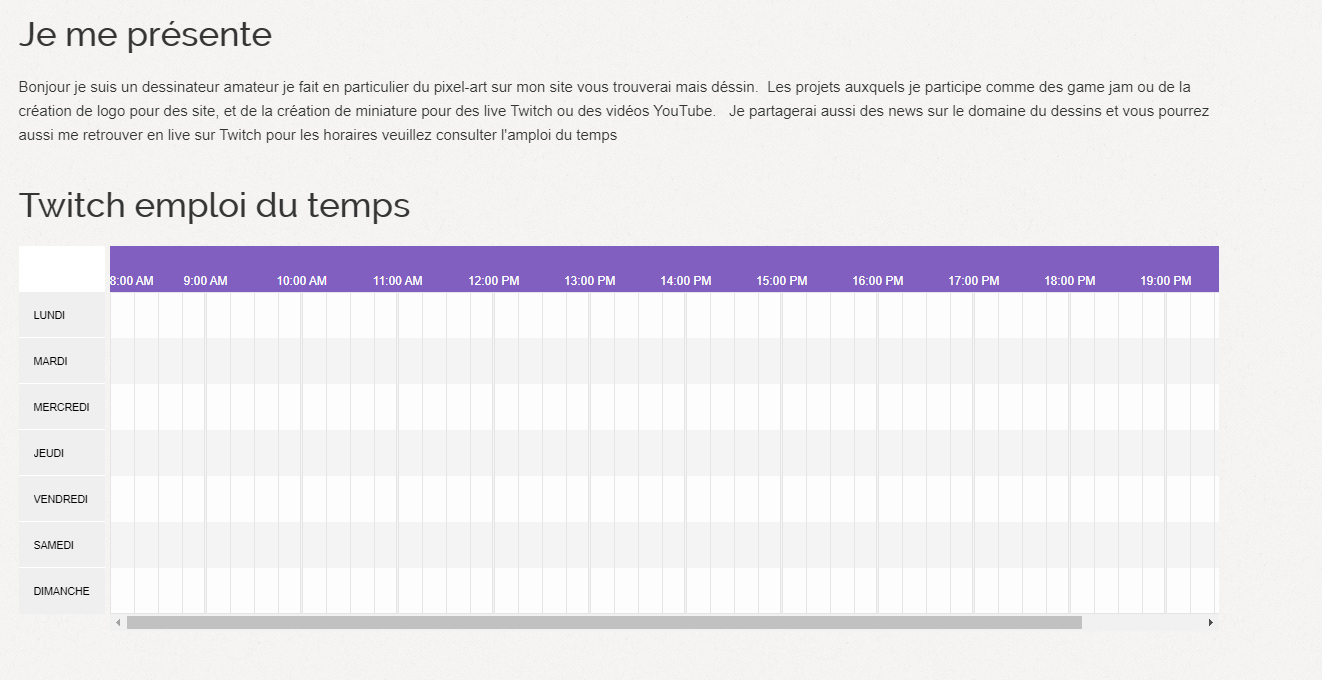 Je me présente
Bonjour je suis un dessinateur amateur je fait en particulier du pixel-art sur mon site vous trouverai mais déssin.  Les projets auxquels je participe comme des game jam ou de la
création de logo pour des site, et de la création de miniature pour des live Twitch ou des vidéos YouTube.   Je partagerai aussi des news sur le domaine du dessins et vous pourrez
aussi me retrouver en live sur Twitch pour les horaires veuillez consulter l'amploi du temps
Twitch emploi du temps
8:00 AM 9:00 AM 10:00 AM 11:00 AM 12:00 PM 13:00 PM 14:00 PM 15:00 PM 16:00 PM 17:00 PM 18:00 PM 19:00 PM
LUNDI
MARDI
MERCREDI
JEUDI
VENDREDI
SAMEDI
DIMANCHE